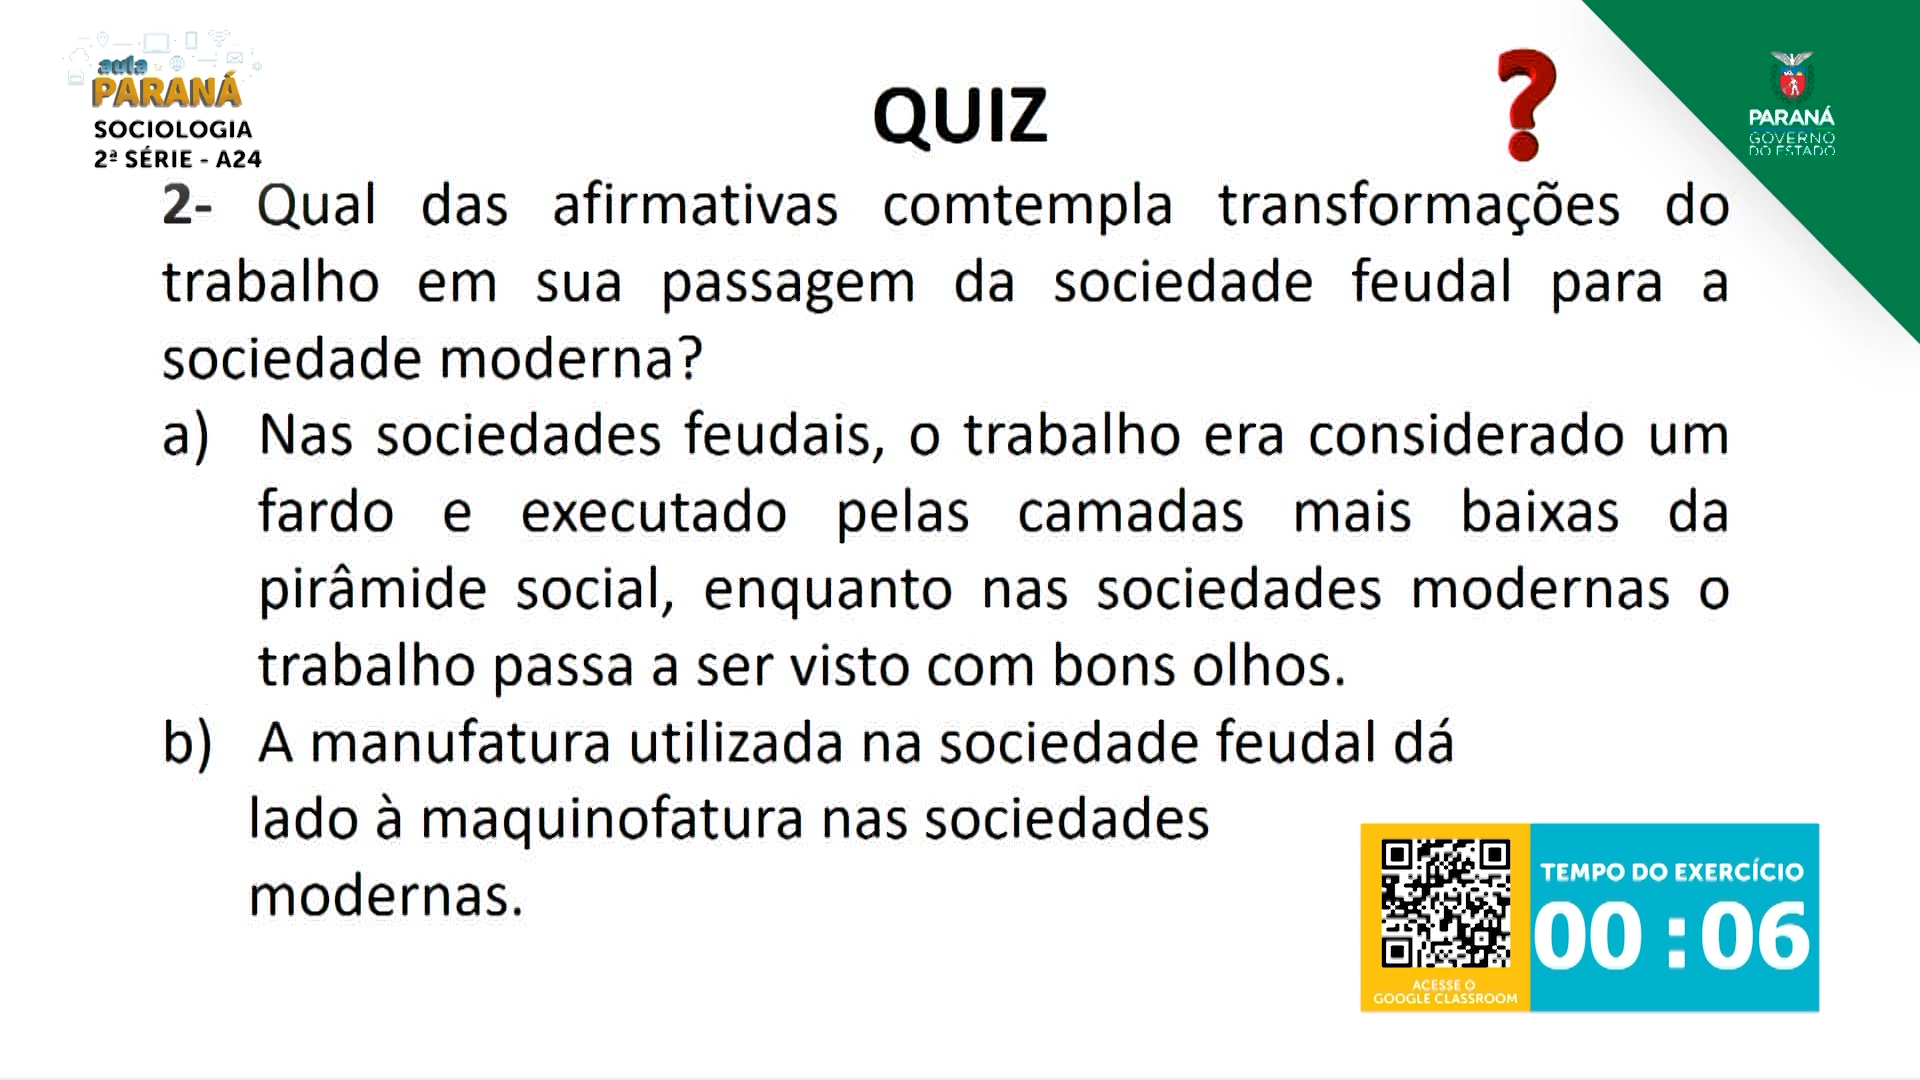 aula
PARANÁ
SOCIOLOGIA
2ª SÉRIE - A24
QUIZ
?
PARANÁ
GOVERNO
DO ESTADO
2- Qual das afirmativas comtempla transformações do
trabalho em sua passagem da sociedade feudal para a
sociedade moderna?
a) Nas sociedades feudais, o trabalho era considerado um
fardo e executado pelas camadas mais baixas da
pirâmide social, enquanto nas sociedades modernas o
trabalho passa a ser visto com bons olhos.
b) A manufatura utilizada na sociedade feudal dá
lado à maquinofatura nas sociedades
modernas.
TEMPO DO EXERCÍCIO
00:06
ACESSE O
GOOGLE CLASSROOM